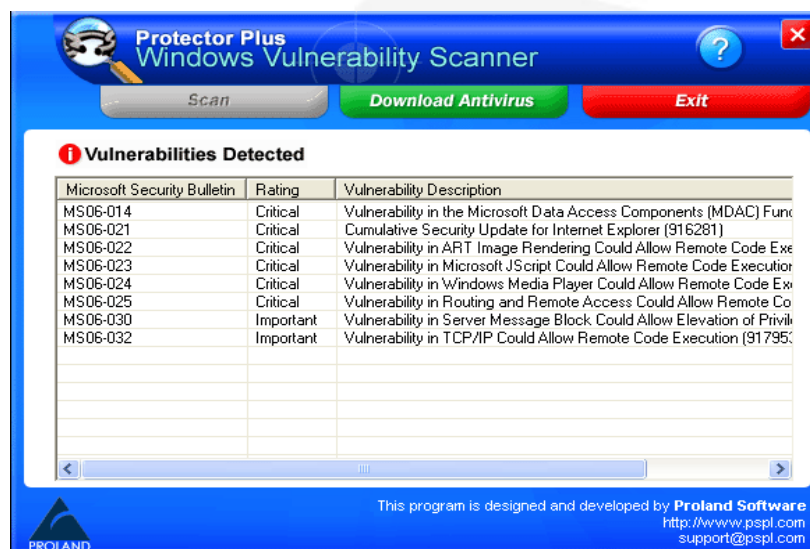 Protector Plus
Windows Vulnerability Scanner
?
Scan
Download Antivirus
Exit
Vulnerabilities Detected
Microsoft Security Bulletin Rating Vulnerability Description
MS06-014 Critical Vulnerability in the Microsoft Data Access Components (MDAC) Func
MS06-021 Critical Cumulative Security Update for Internet Explorer (916281)
MS06-022 Critical Vulnerability in ART Image Rendering Could Allow Remote Code Exe
MS06-023 Critical Vulnerability in Microsoft JScript Could Allow Remote Code Execution
MS06-024 Critical Vulnerability in Windows Media Player Could Allow Remote Code Ex
MS06-025 Critical Vulnerability in Routing and Remote Access Could Allow Remote Co
MS06-030 Important Vulnerability in Server Message Block Could Allow Elevation of Privil
MS06-032 Important Vulnerability in TCP/IP Could Allow Remote Code Execution (917953
This program is designed and developed by Proland Software
http://www.pspl.com
support@pspl.com
PROLAND